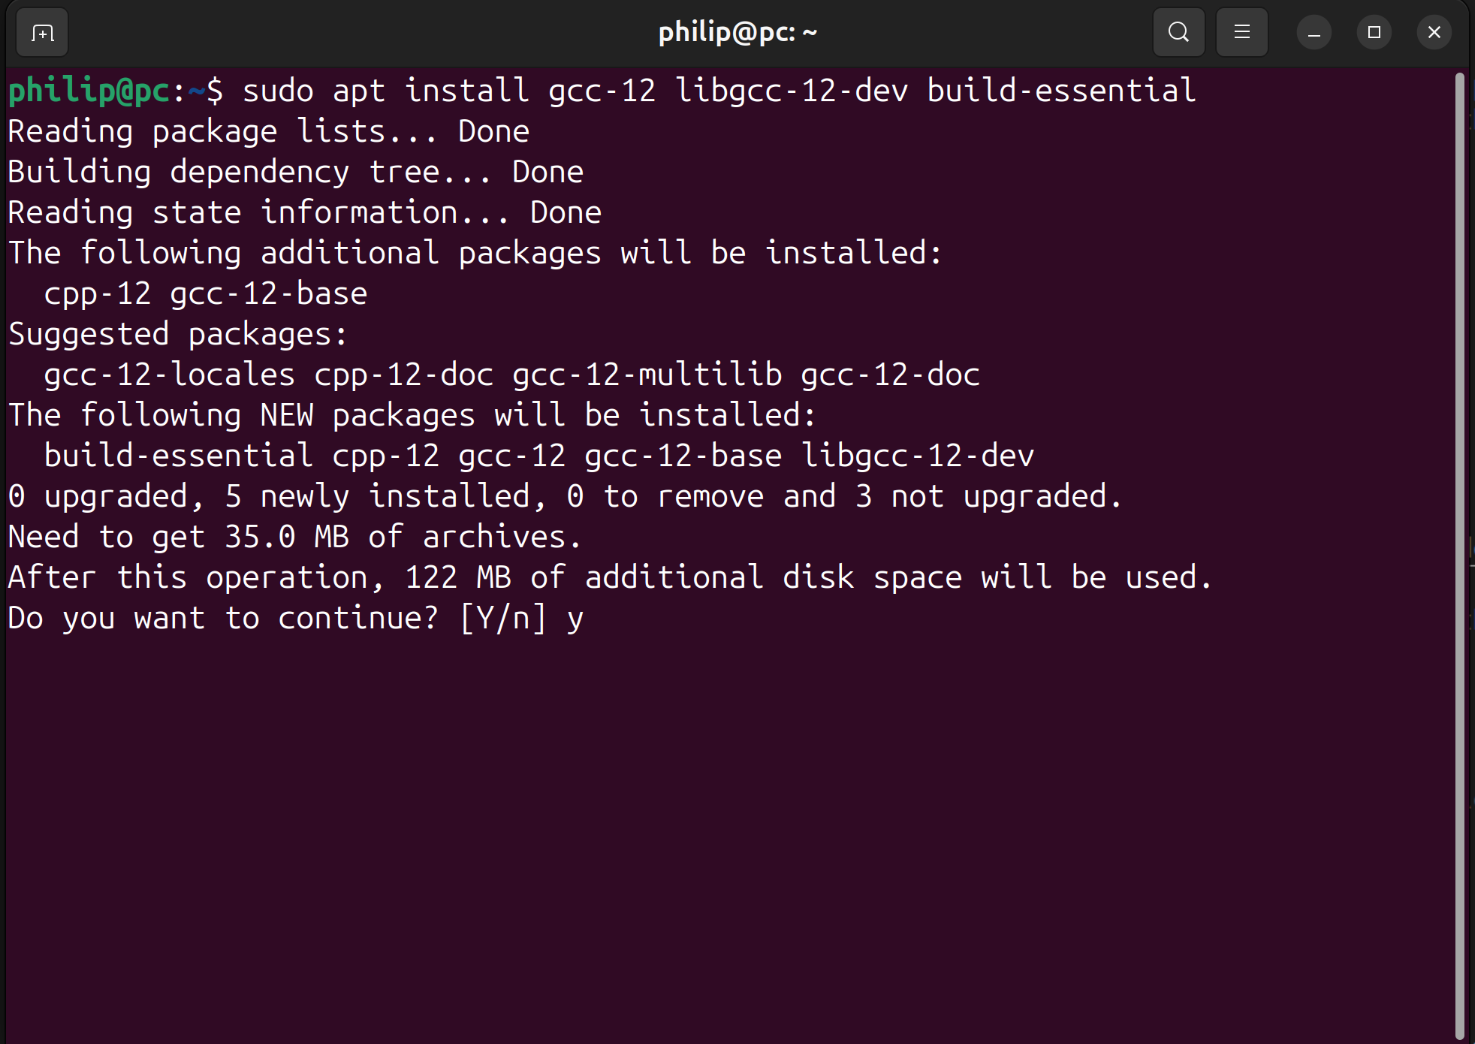 philip@pc: ~
philip@pc:~$ sudo apt install gcc-12 libgcc-12-dev build-essential
Reading package lists... Done
Building dependency tree... Done
Reading state information... Done
The following additional packages will be installed:
  cpp-12 gcc-12-base
Suggested packages:
  gcc-12-locales cpp-12-doc gcc-12-multilib gcc-12-doc
The following NEW packages will be installed:
  build-essential cpp-12 gcc-12 gcc-12-base libgcc-12-dev
0 upgraded, 5 newly installed, 0 to remove and 3 not upgraded.
Need to get 35.0 MB of archives.
After this operation, 122 MB of additional disk space will be used.
Do you want to continue? [Y/n] y